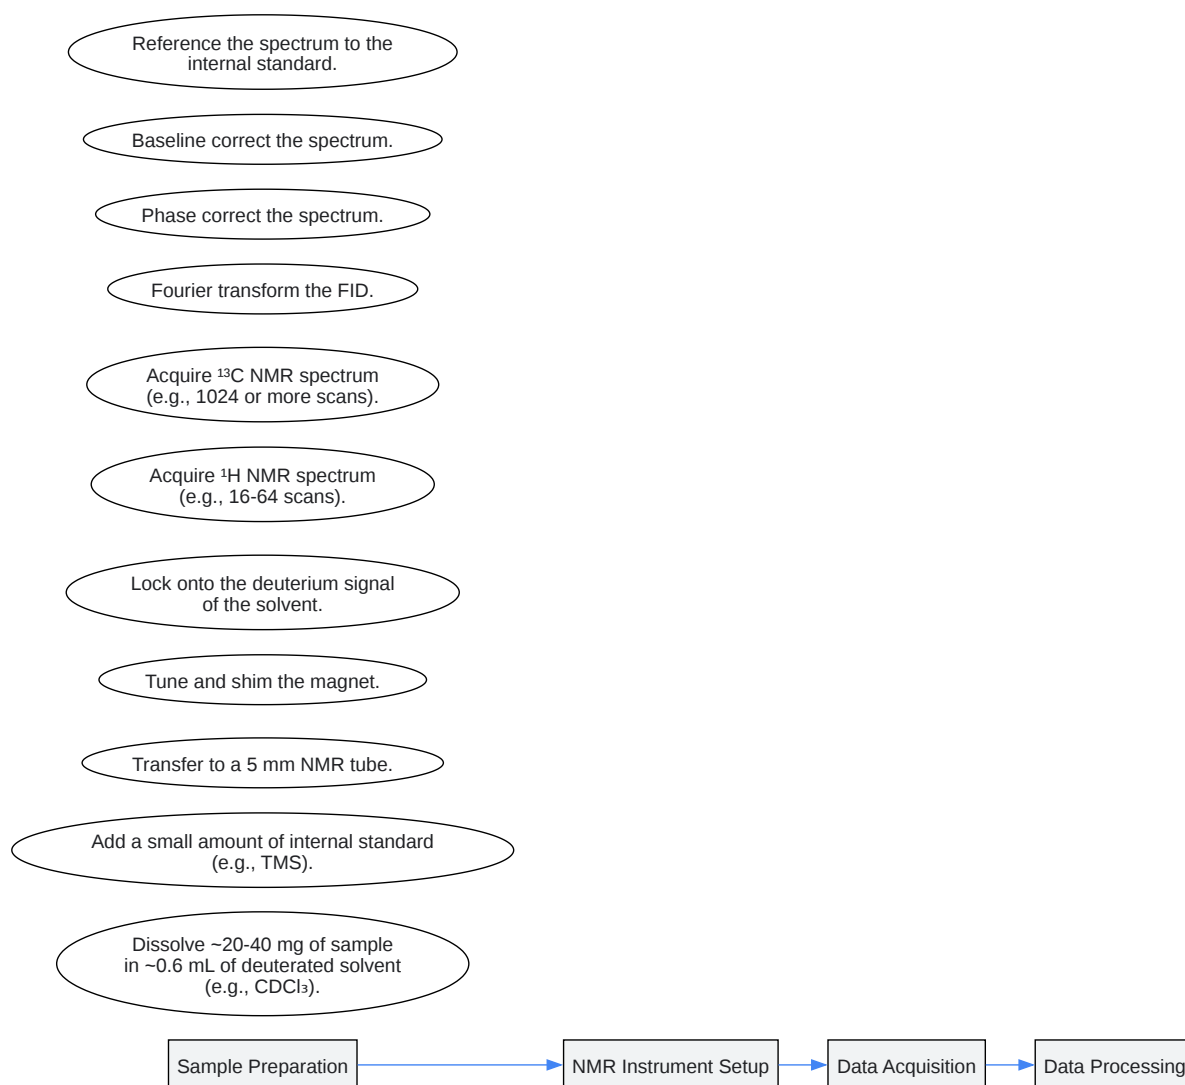 Reference the spectrum to the
internal standard.
Baseline correct the spectrum.
Phase correct the spectrum.
Fourier transform the FID.
Acquire ¹³C NMR spectrum
(e.g., 1024 or more scans).
Acquire ¹H NMR spectrum
(e.g., 16-64 scans).
Lock onto the deuterium signal
of the solvent.
Tune and shim the magnet.
Transfer to a 5 mm NMR tube.
Add a small amount of internal standard
(e.g., TMS).
Dissolve ~20-40 mg of sample
in ~0.6 mL of deuterated solvent
(e.g., CDCl₃).
Sample Preparation
NMR Instrument Setup
Data Acquisition
Data Processing